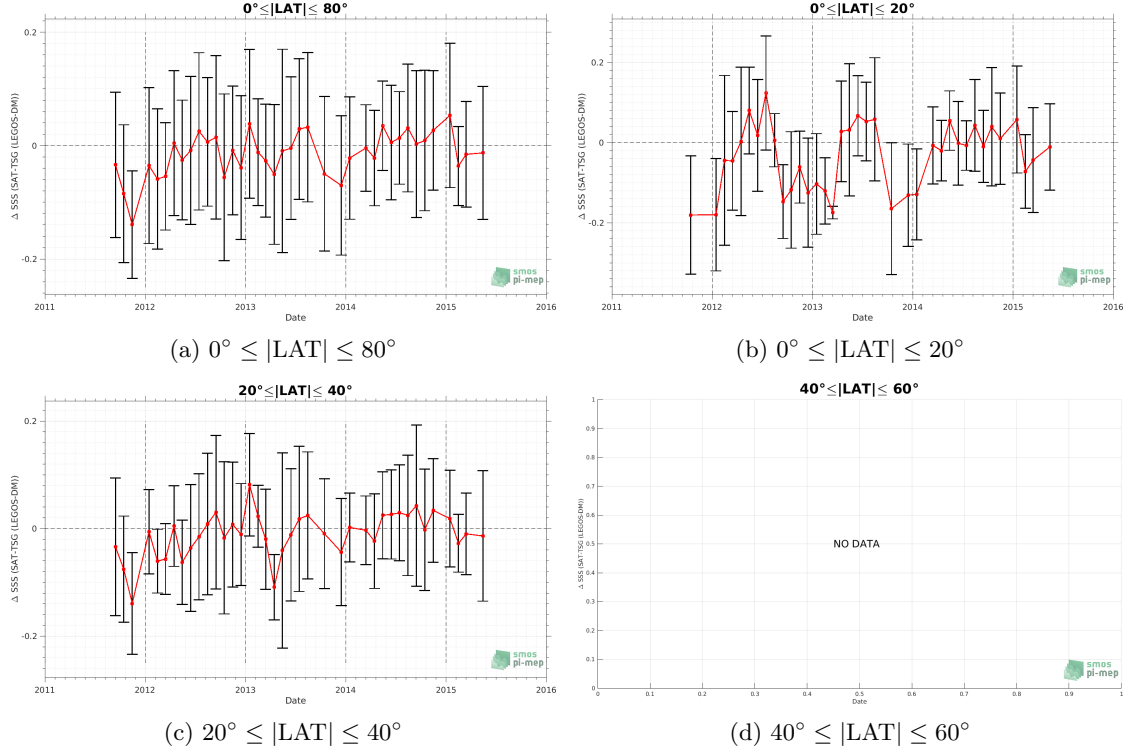 0°≤|LAT|≤ 80°
Δ SSS (SAT-TSG (LEGOS-DM))
0.2
0
-0.2
2011 2012 2013 2014 2015 2016
Date
smos
pi-mep
(a) 0° ≤ |LAT| ≤ 80°
0°≤|LAT|≤ 20°
Δ SSS (SAT-TSG (LEGOS-DM))
0.2
0
-0.2
2011 2012 2013 2014 2015 2016
Date
smos
pi-mep
(b) 0° ≤ |LAT| ≤ 20°
20°≤|LAT|≤ 40°
Δ SSS (SAT-TSG (LEGOS-DM))
0.2
0
-0.2
2011 2012 2013 2014 2015 2016
Date
smos
pi-mep
(c) 20° ≤ |LAT| ≤ 40°
40°≤|LAT|≤ 60°
Δ SSS (SAT-TSG (LEGOS-DM))
1
0.9
0.8
0.7
0.6
0.5
0.4
0.3
0.2
0.1
0
NO DATA
0 0.1 0.2 0.3 0.4 0.5 0.6 0.7 0.8 0.9 1
Date
smos
pi-mep
(d) 40° ≤ |LAT| ≤ 60°